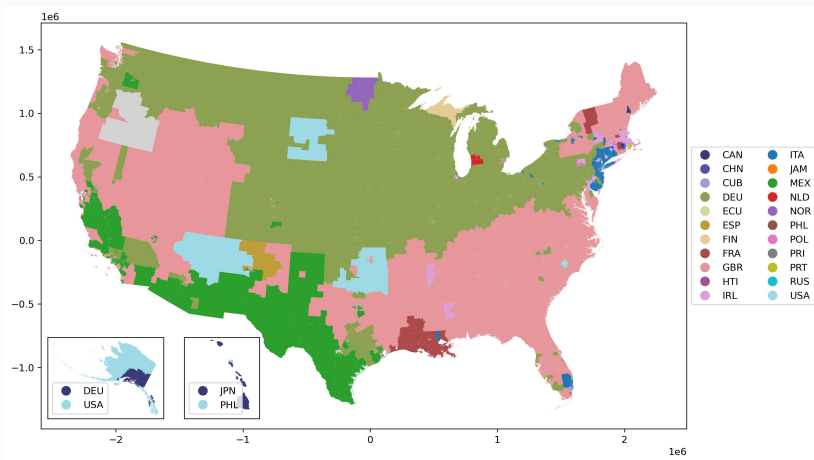 1e6
1.5
1.0
0.5
0.0
−0.5
−1.0
−2
−1
0
1
2
1e6
DEU
USA
JPN
PHL
CAN
CHN
CUB
DEU
ECU
ESP
FIN
FRA
GBR
HTI
IRL
ITA
JAM
MEX
NLD
NOR
PHL
POL
PRI
PRT
RUS
USA